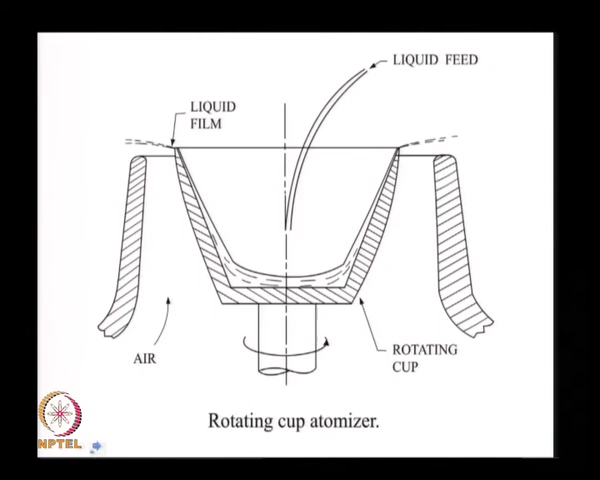 LIQUID FEED
LIQUID
FILM
AIR
ROTATING
CUP
Rotating cup atomizer.
NPTEL